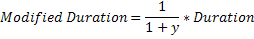 Modified Duration = 1/(1 + y) * Duration